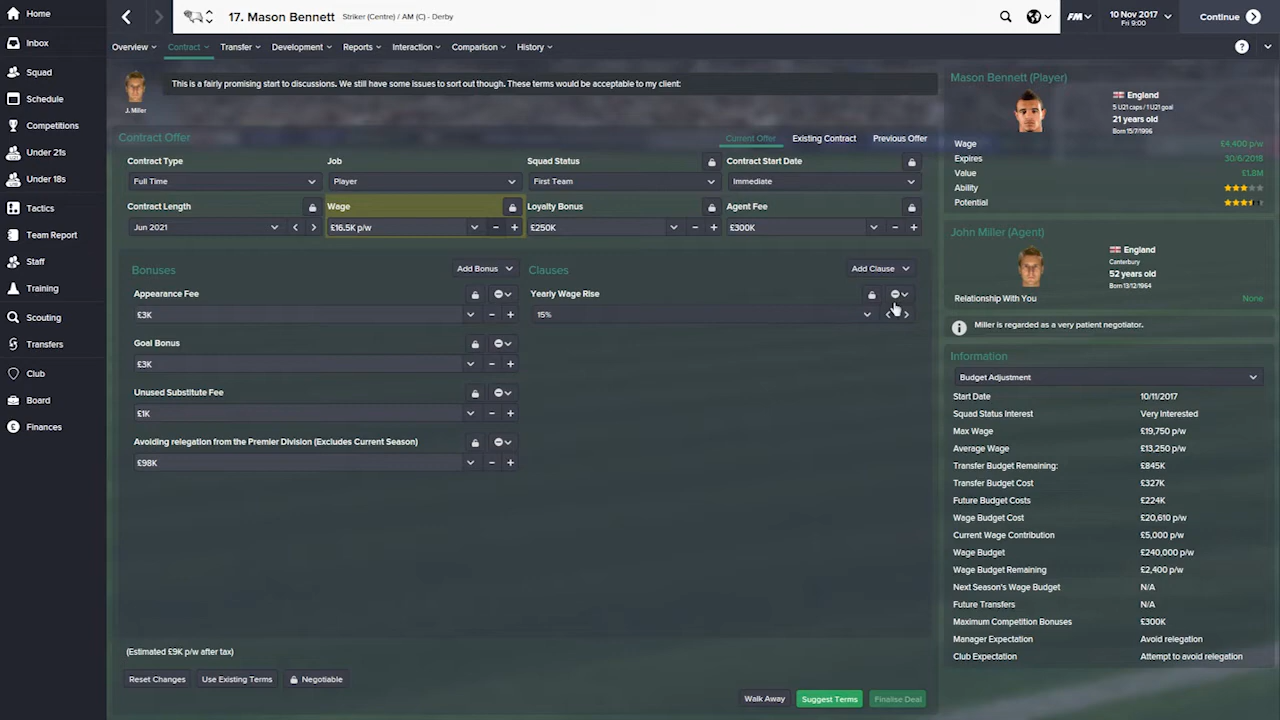 Home
17. Mason Bennett
Striker (Centre) / AM (C) - Derby
FM
10 Nov 2017
Fri 9:00
Continue
Inbox
Overview
Contract
Transfer
Development
Reports
Interaction
Comparison
History
?
Squad
Schedule
Competitions
Under 21s
Under 18s
Tactics
Team Report
Staff
Training
Scouting
Transfers
Club
Board
Finances
J. Miller
This is a fairly promising start to discussions. We still have some issues to sort out though. These terms would be acceptable to my client:
Contract Offer
Current Offer
Existing Contract
Previous Offer
Contract Type
Job
Squad Status
Contract Start Date
Full Time
Player
First Team
Immediate
Contract Length
Wage
Loyalty Bonus
Agent Fee
Jun 2021
£16.5K p/w
£250K
£300K
Bonuses
Add Bonus
Clauses
Add Clause
Appearance Fee
£3K
Yearly Wage Rise
15%
Goal Bonus
£3K
Unused Substitute Fee
£1K
Avoiding relegation from the Premier Division (Excludes Current Season)
£98K
(Estimated £9K p/w after tax)
Reset Changes
Use Existing Terms
Negotiable
Walk Away
Suggest Terms
Finalise Deal
Mason Bennett (Player)
England
5 U21 caps / 1 U21 goal
21 years old
Born 15/7/1996
Wage £4,400 p/w
Expires 30/6/2018
Value £1.8M
Ability
Potential
John Miller (Agent)
England
Canterbury
52 years old
Born 13/12/1964
Relationship With You None
Miller is regarded as a very patient negotiator.
Information
Budget Adjustment
Start Date 10/11/2017
Squad Status Interest Very Interested
Max Wage £19,750 p/w
Average Wage £13,250 p/w
Transfer Budget Remaining: £845K
Transfer Budget Cost £327K
Future Budget Costs £224K
Wage Budget Cost £20,610 p/w
Current Wage Contribution £5,000 p/w
Wage Budget £240,000 p/w
Wage Budget Remaining £2,400 p/w
Next Season's Wage Budget N/A
Future Transfers N/A
Maximum Competition Bonuses £300K
Manager Expectation Avoid relegation
Club Expectation Attempt to avoid relegation